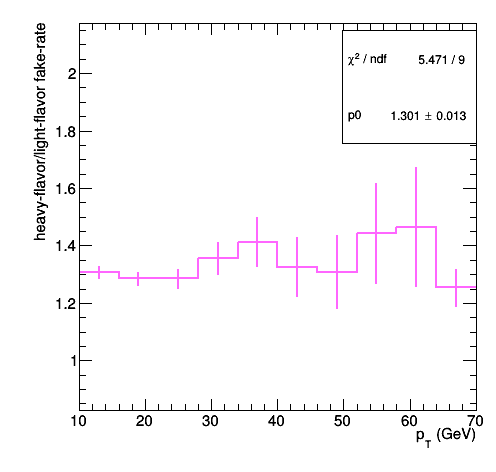 heavy-flavor/light-flavor fake-rate
χ² / ndf 5.471 / 9
p0 1.301 ± 0.013
2
1.8
1.6
1.4
1.2
1
10 20 30 40 50 60 70
p_T (GeV)